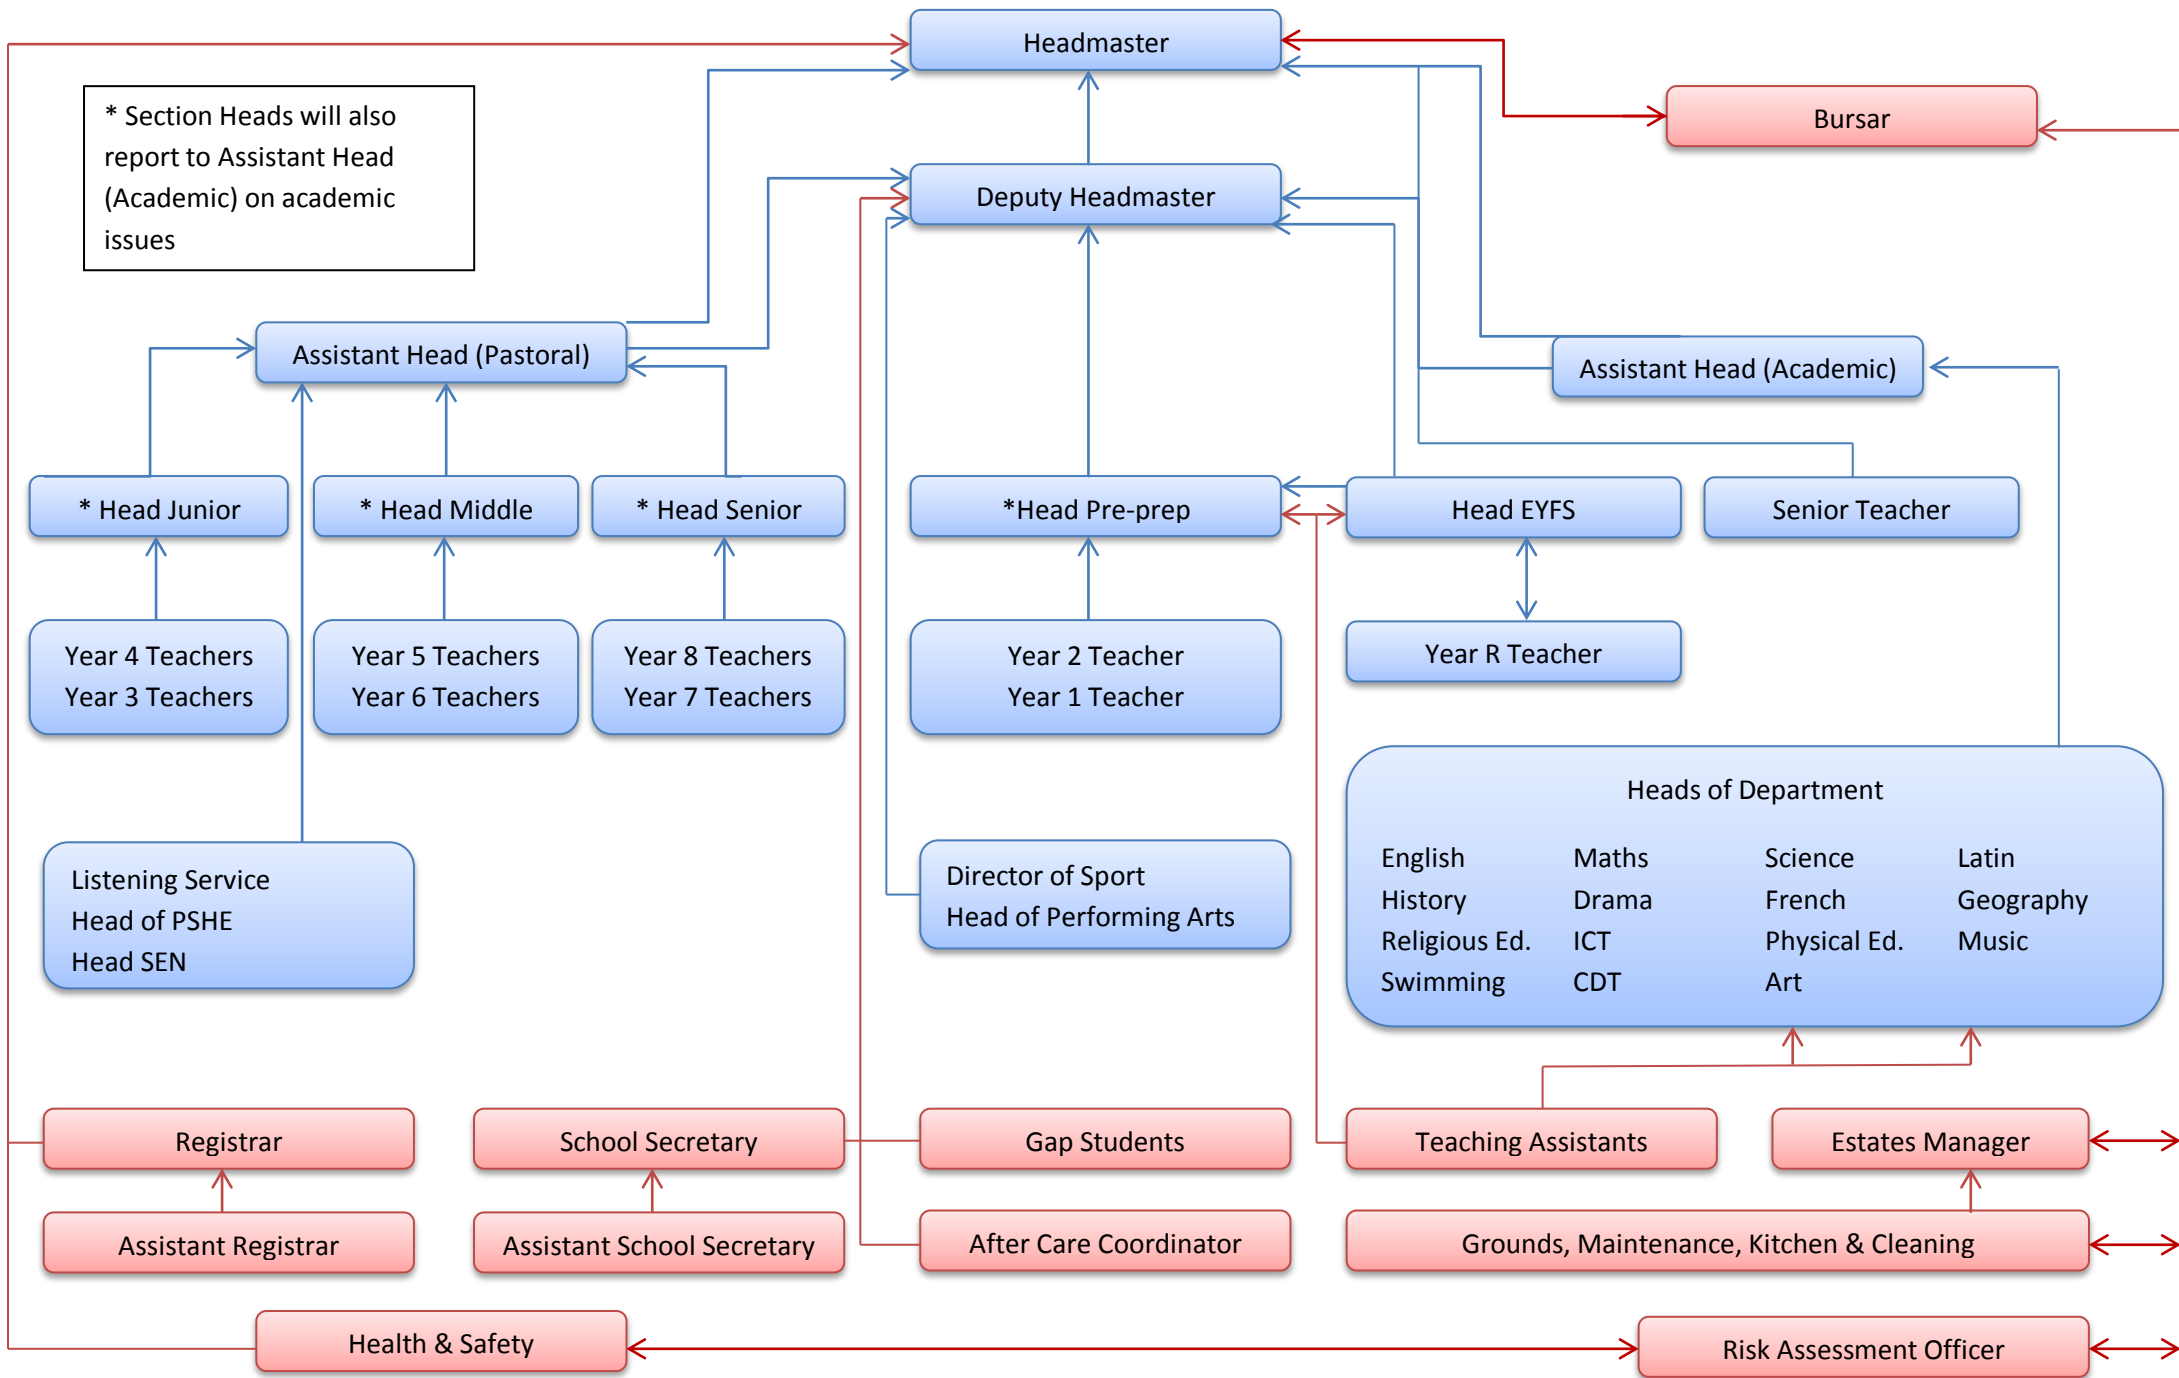 Headmaster
* Section Heads will also
report to Assistant Head
(Academic) on academic
issues
Bursar
Deputy Headmaster
Assistant Head (Pastoral)
Assistant Head (Academic)
* Head Junior
* Head Middle
* Head Senior
*Head Pre-prep
Head EYFS
Senior Teacher
Year 4 Teachers
Year 3 Teachers
Year 5 Teachers
Year 6 Teachers
Year 8 Teachers
Year 7 Teachers
Year 2 Teacher
Year 1 Teacher
Year R Teacher
Listening Service
Head of PSHE
Head SEN
Director of Sport
Head of Performing Arts
Heads of Department
English Maths Science Latin
History Drama French Geography
Religious Ed. ICT Physical Ed. Music
Swimming CDT Art
Registrar
School Secretary
Gap Students
Teaching Assistants
Estates Manager
Assistant Registrar
Assistant School Secretary
After Care Coordinator
Grounds, Maintenance, Kitchen & Cleaning
Health & Safety
Risk Assessment Officer